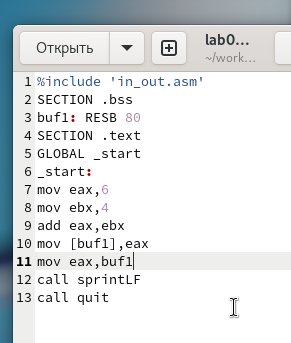 Открыть
lab0...
~/work...
1 %include 'in_out.asm'
2 SECTION .bss
3 buf1: RESB 80
4 SECTION .text
5 GLOBAL _start
6 _start:
7 mov eax,6
8 mov ebx,4
9 add eax,ebx
10 mov [buf1],eax
11 mov eax,buf1
12 call sprintLF
13 call quit